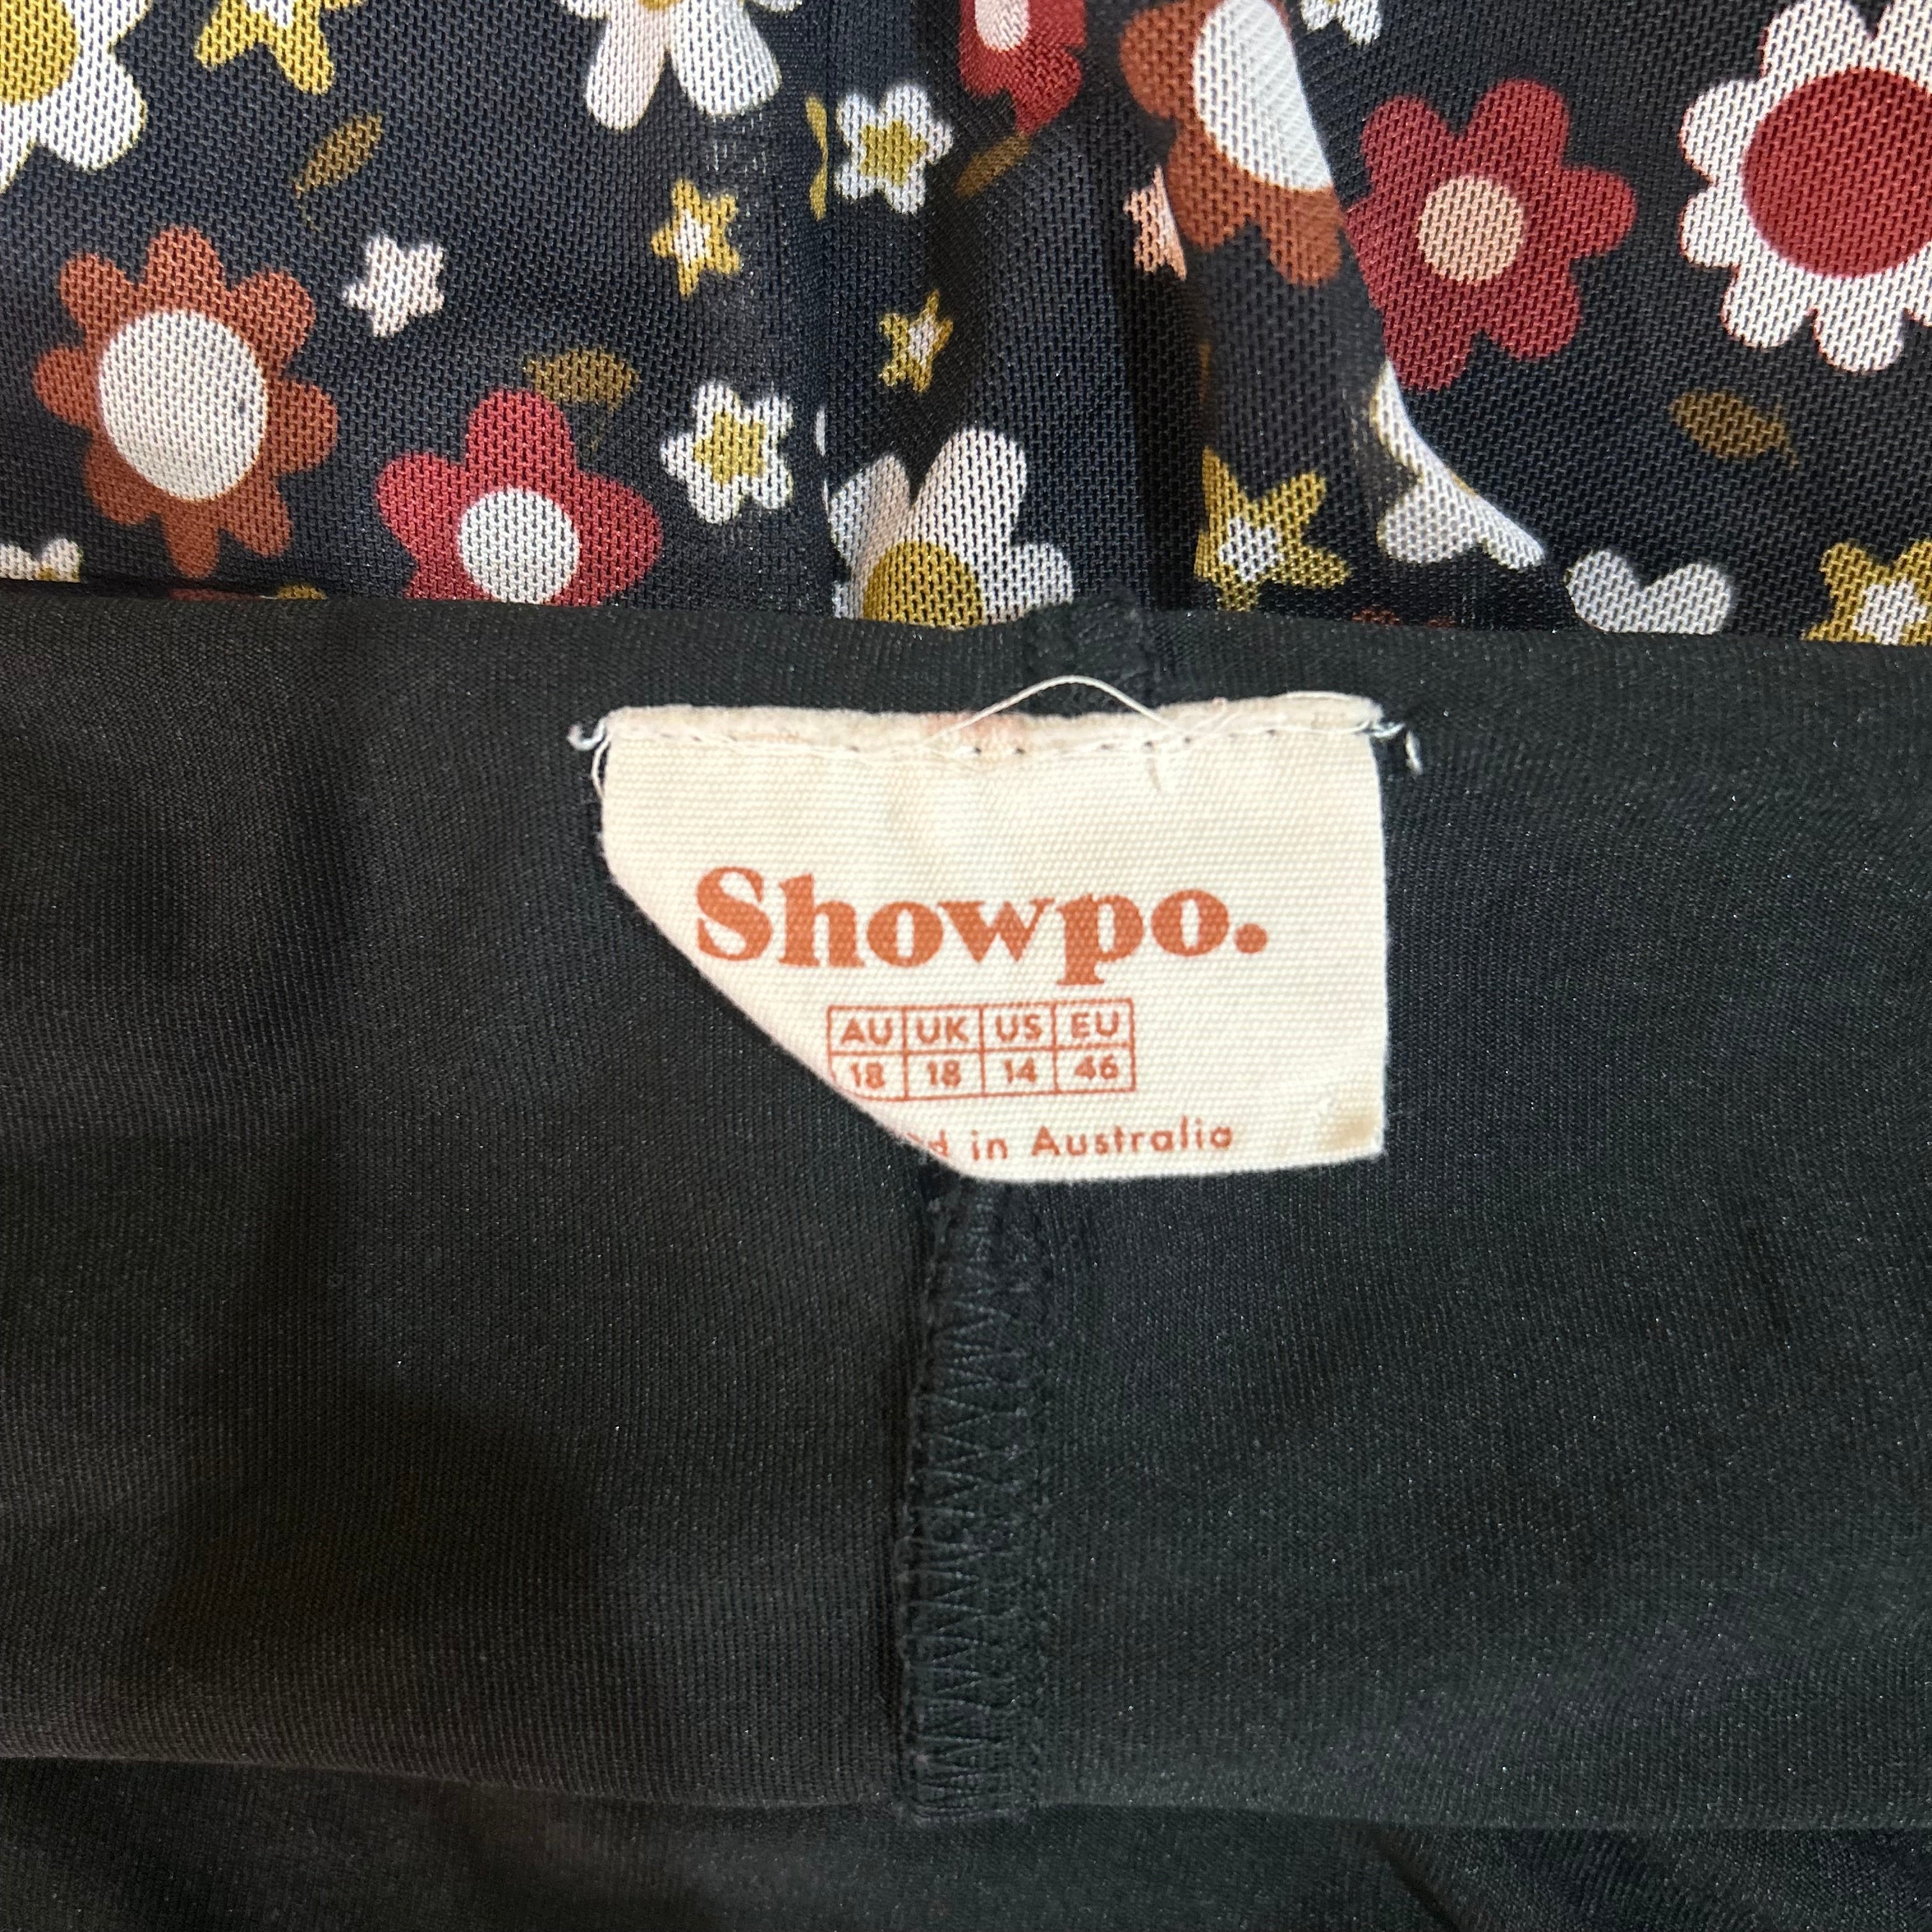 Showpo.
AU UK US EU
18 18 14 46
in Australia